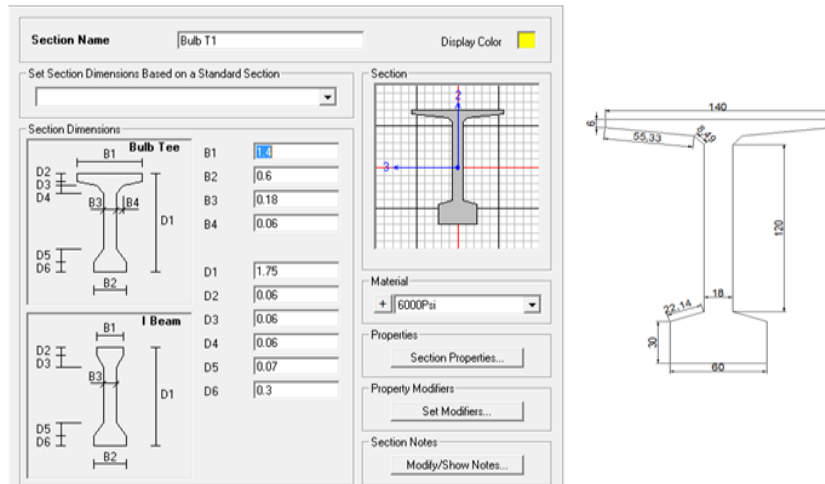 Section Name
Bulb T1
Display Color
Set Section Dimensions Based on a Standard Section
Section Dimensions
Bulb Tee
B1
D2
D3
D4
B3
B4
D1
D5
D6
B2
I Beam
B1
D2
D3
B3
D1
D5
D6
B2
B1 1.4
B2 0.6
B3 0.18
B4 0.06
D1 1.75
D2 0.06
D3 0.06
D4 0.06
D5 0.07
D6 0.3
Section
2
3
Material
+ 6000Psi
Properties
Section Properties...
Property Modifiers
Set Modifiers...
Section Notes
Modify/Show Notes...
140
6
55,33
8,49
120
18
22,14
30
60